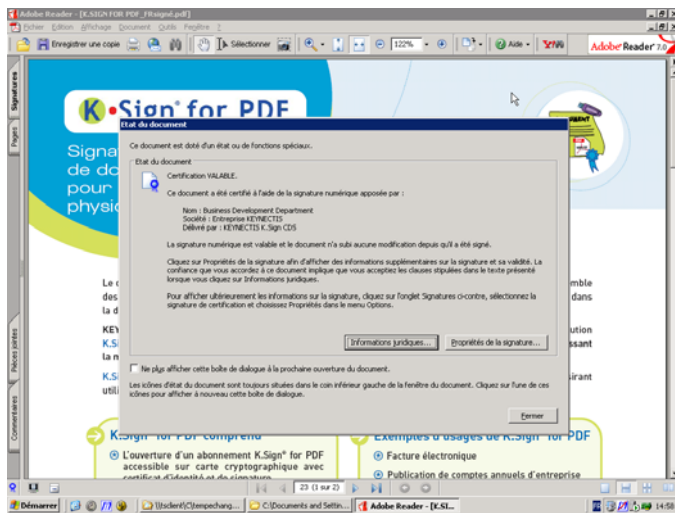 Adobe Reader - [K.SIGN FOR PDF_FRsigné.pdf]
Fichier Edition Affichage Document Outils Fenêtre ?
Enregistrer une copie Sélectionner 122% Aide
Adobe Reader 7.0
Signatures
Pages
Pièces jointes
Commentaires
K Sign for PDF
Signa
de do
pour
physi
Etat du document
Ce document est doté d'un état ou de fonctions spéciaux.
Etat du document
Certification VALABLE.
Ce document a été certifié à l'aide de la signature numérique apposée par :
Nom : Business Development Department
Société : Entreprise KEYNECTIS
Délivré par : KEYNECTIS K.Sign CDS
La signature numérique est valable et le document n'a subi aucune modification depuis qu'il a été signé.
Cliquez sur Propriétés de la signature afin d'afficher des informations supplémentaires sur la signature et sa validité. La
confiance que vous accordez à ce document implique que vous acceptiez les clauses stipulées dans le texte présenté
lorsque vous cliquez sur Informations juridiques.
Pour afficher ultérieurement les informations sur la signature, cliquez sur l'onglet Signatures ci-contre, sélectionnez la
signature de certification et choisissez Propriétés dans le menu Options.
Informations juridiques... Propriétés de la signature...
Ne plus afficher cette boîte de dialogue à la prochaine ouverture du document.
Les icônes d'état du document sont toujours situées dans le coin inférieur gauche de la fenêtre du document. Cliquez sur l'une de ces
icônes pour afficher à nouveau cette boîte de dialogue.
Fermer
Le
des
la d
KEY
K.S
la n
K.Si
utili
mble
dans
ution
ssant
irant
K.Sign for PDF comprend
L'ouverture d'un abonnement K.Sign® for PDF
accessible sur carte cryptographique avec
certificat d'identité et de signature
Exemples d'usages de K.Sign® for PDF
Facture électronique
Publication de comptes annuels d'entreprise
23 (1 sur 2)
Démarrer \\tsclient\C\tempechang... C:\Documents and Settin... Adobe Reader - [K.SI... 14:58